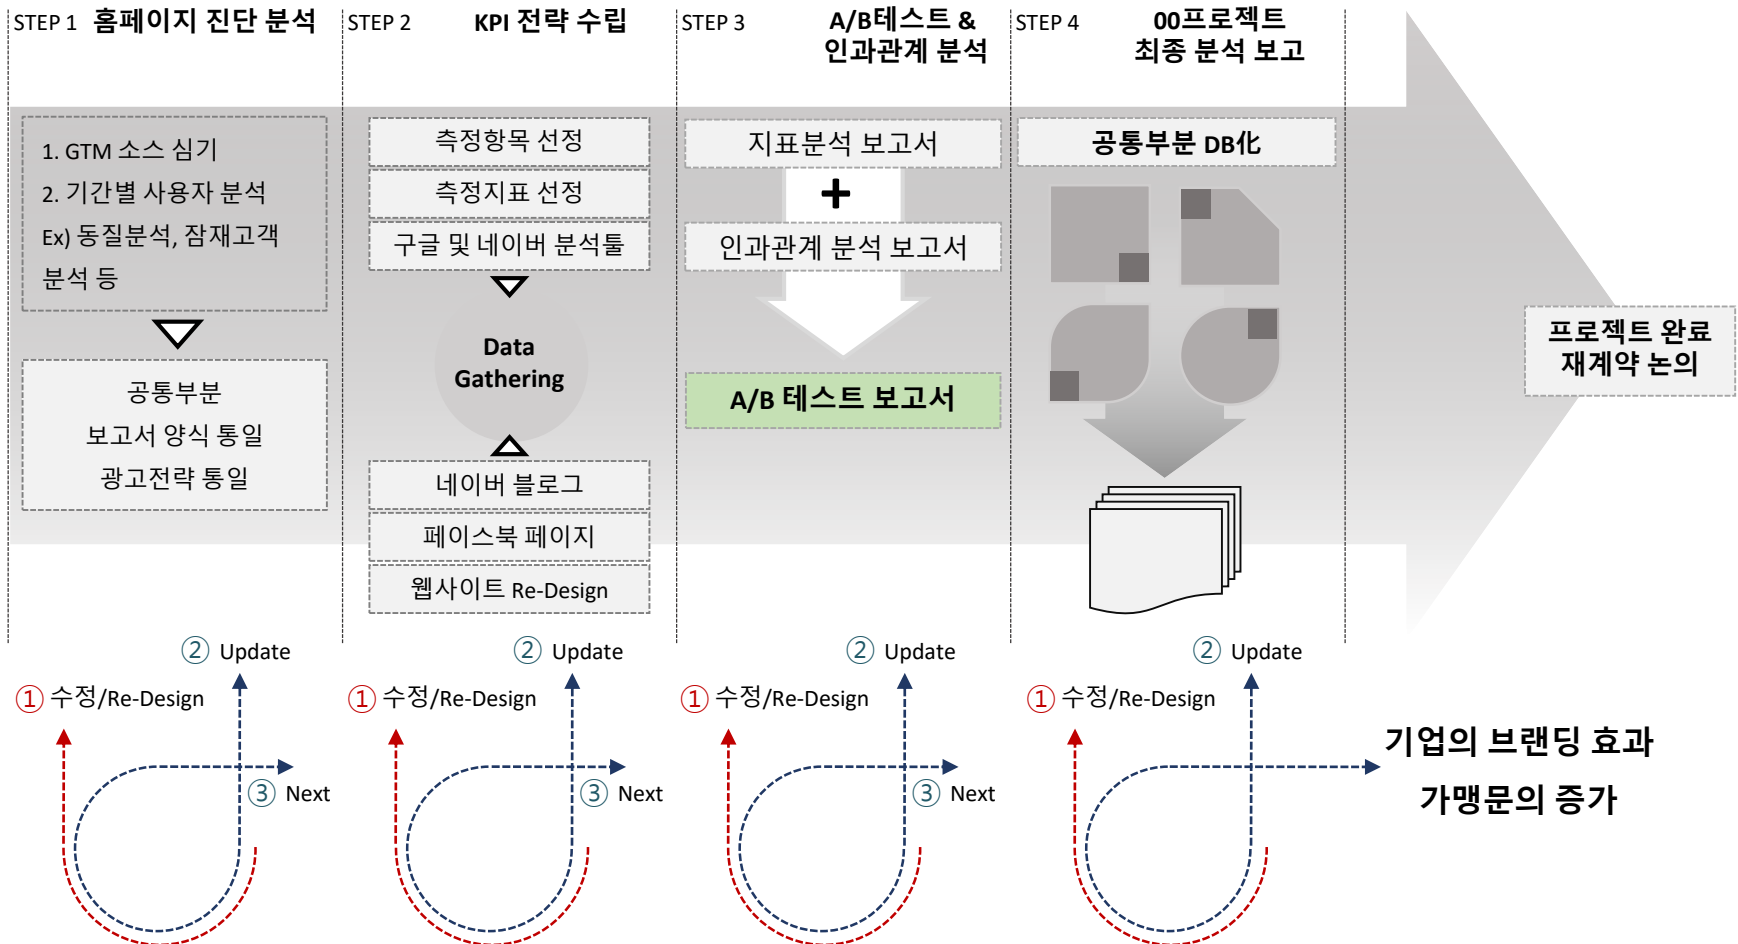 STEP 1 홈페이지 진단 분석
1. GTM 소스 심기
2. 기간별 사용자 분석
Ex) 동질분석, 잠재고객
분석 등
공통부분
보고서 양식 통일
광고전략 통일
STEP 2 KPI 전략 수립
측정항목 선정
측정지표 선정
구글 및 네이버 분석툴
Data
Gathering
네이버 블로그
페이스북 페이지
웹사이트 Re-Design
STEP 3 A/B테스트 &
인과관계 분석
지표분석 보고서
+
인과관계 분석 보고서
A/B 테스트 보고서
STEP 4 00프로젝트
최종 분석 보고
공통부분 DB化
프로젝트 완료
재계약 논의
② Update
① 수정/Re-Design
③ Next
② Update
① 수정/Re-Design
③ Next
② Update
① 수정/Re-Design
③ Next
② Update
① 수정/Re-Design
기업의 브랜딩 효과
가맹문의 증가